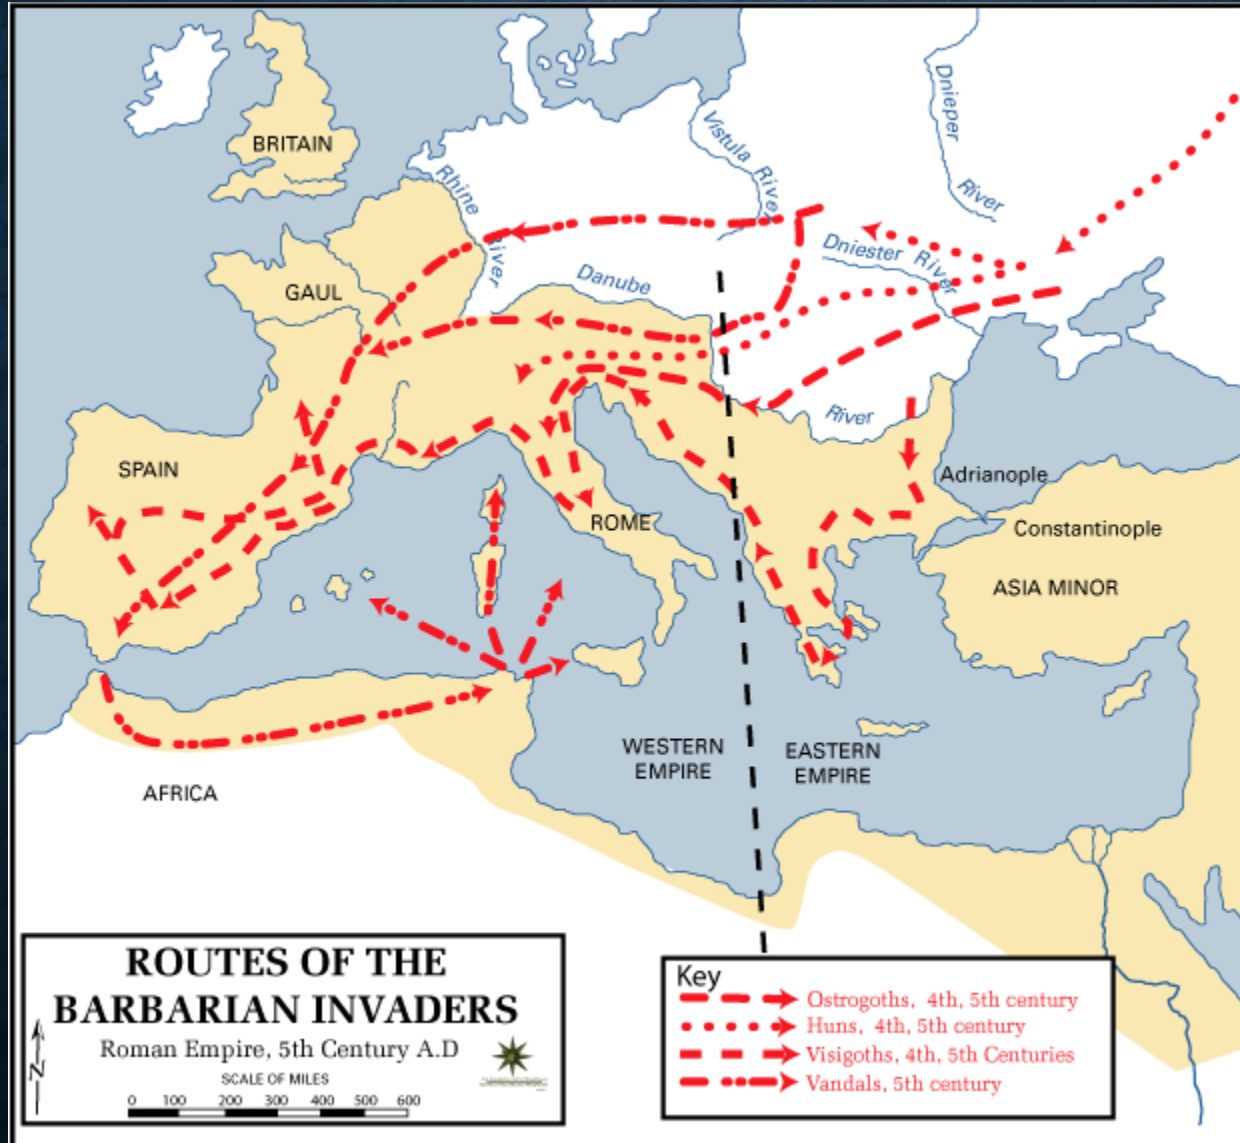 BRITAIN
Rhine
River
Vistula River
Dnieper
River
Dniester River
Danube
River
GAUL
SPAIN
ROME
Adrianople
Constantinople
ASIA MINOR
WESTERN
EMPIRE
EASTERN
EMPIRE
AFRICA
ROUTES OF THE
BARBARIAN INVADERS
Roman Empire, 5th Century A.D
SCALE OF MILES
0 100 200 300 400 500 600
N
Key
Ostrogoths, 4th, 5th century
Huns, 4th, 5th century
Visigoths, 4th, 5th Centuries
Vandals, 5th century